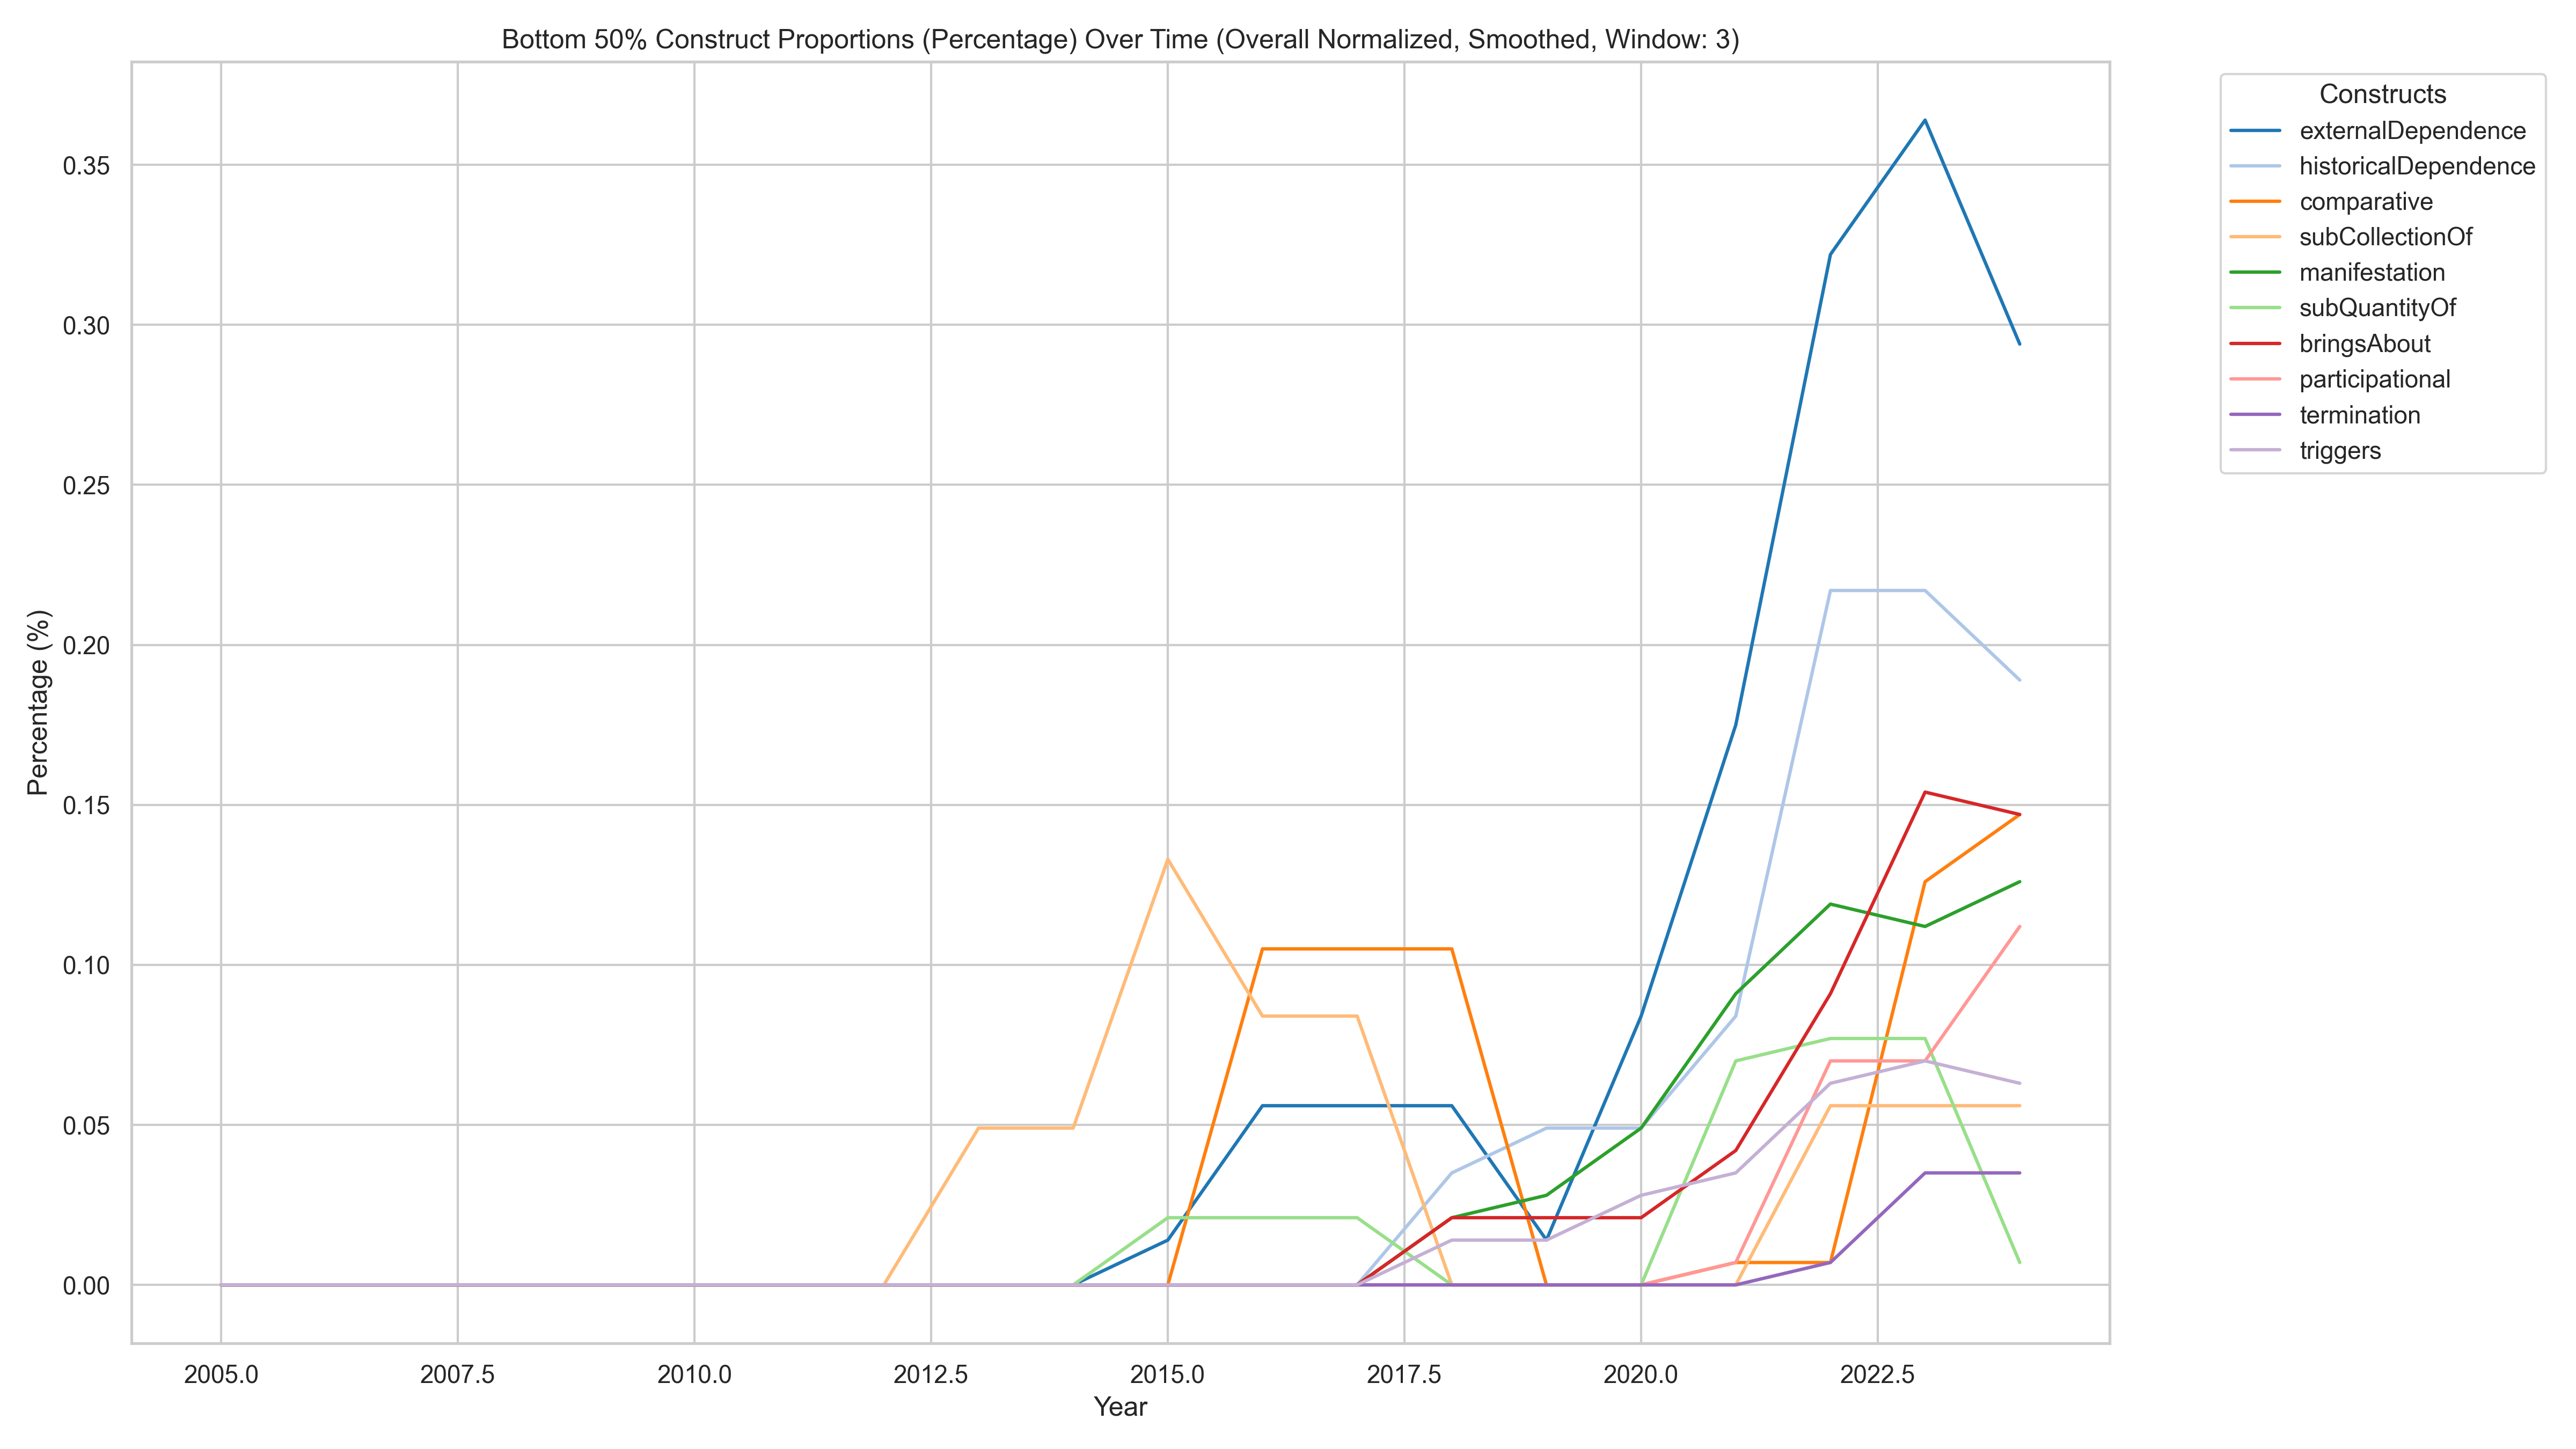 Bottom 50% Construct Proportions (Percentage) Over Time (Overall Normalized, Smoothed, Window: 3)
Constructs
externalDependence
historicalDependence
comparative
subCollectionOf
manifestation
subQuantityOf
bringsAbout
participational
termination
triggers
Percentage (%)
0.35
0.30
0.25
0.20
0.15
0.10
0.05
0.00
2005.0 2007.5 2010.0 2012.5 2015.0 2017.5 2020.0 2022.5
Year